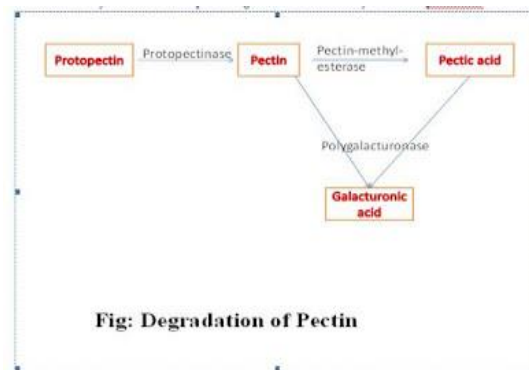 Protopectin
Protopectinase
Pectin
Pectin-methyl-
esterase
Pectic acid
Polygalacturonase
Galacturonic
acid
Fig: Degradation of Pectin